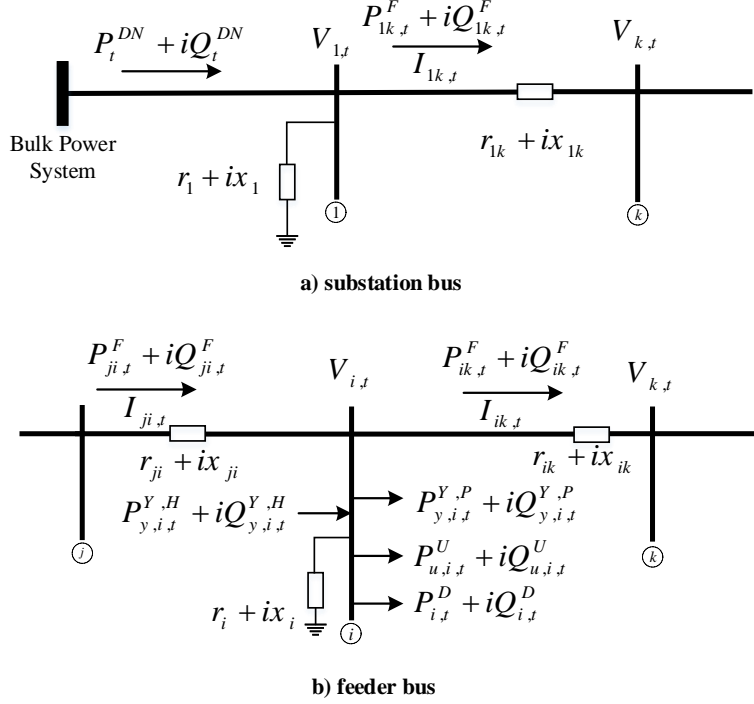 P_t^{DN} + iQ_t^{DN}
V_{1,t}
P_{1k,t}^F + iQ_{1k,t}^F
I_{1k,t}
V_{k,t}
Bulk Power
System
r_1 + ix_1
r_{1k} + ix_{1k}
1
k
a) substation bus
P_{ji,t}^F + iQ_{ji,t}^F
I_{ji,t}
V_{i,t}
P_{ik,t}^F + iQ_{ik,t}^F
I_{ik,t}
V_{k,t}
r_{ji} + ix_{ji}
r_{ik} + ix_{ik}
P_{y,i,t}^{Y,H} + iQ_{y,i,t}^{Y,H}
P_{y,i,t}^{Y,P} + iQ_{y,i,t}^{Y,P}
P_{u,i,t}^U + iQ_{u,i,t}^U
r_i + ix_i
P_{i,t}^D + iQ_{i,t}^D
j
i
k
b) feeder bus